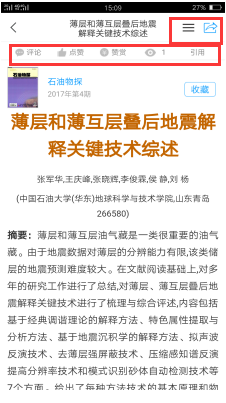 15:09
27%
薄层和薄互层叠后地震
解释关键技术综述
评论 点赞 赞赏 1 引用
石油物探
2017年第4期
收藏
薄层和薄互层叠后地震解
释关键技术综述
张军华,王庆峰,张晓辉,李俊霖,侯 静,刘 杨
(中国石油大学(华东)地球科学与技术学院,山东青岛
266580)
摘要：薄层和薄互层油气藏是一类很重要的油气
藏。由于地震数据对薄层的分辨能力有限,该类储
层的地震预测难度较大。在文献阅读基础上,对多
年的研究工作进行了总结,对薄层、薄互层叠后地
震解释关键技术进行了梳理与综合评述,内容包括
基于经典调谐理论的解释方法、特色属性提取与
分析方法、基于地震沉积学的解释方法、拟声波
反演技术、去薄层强屏蔽技术、压缩感知谱反演
提高分辨率技术和模式识别砂体自动检测技术等
7个方面。给出了每种方法技术的基本原理和物